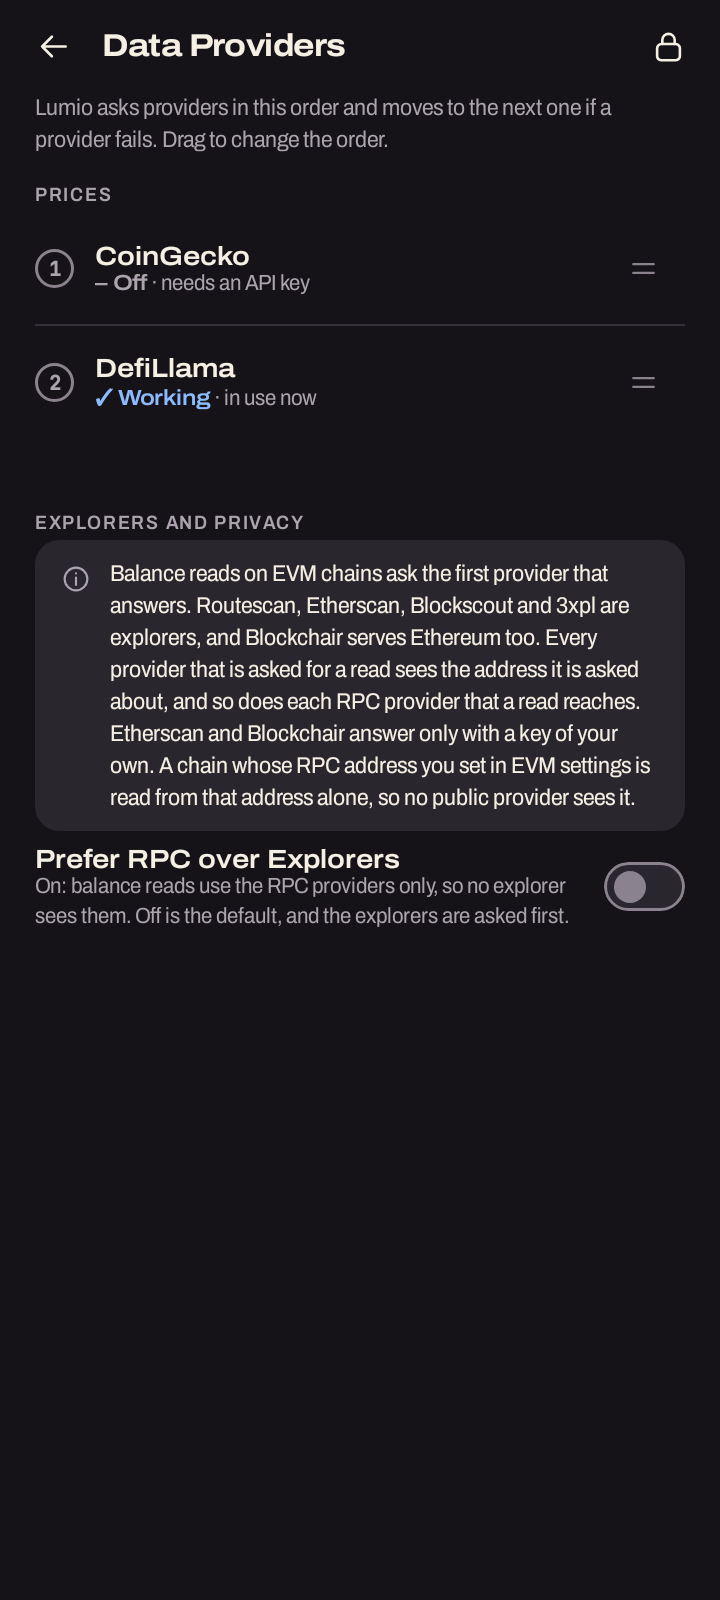 Data Providers
Lumio asks providers in this order and moves to the next one if a
provider fails. Drag to change the order.
PRICES
1
CoinGecko
– Off · needs an API key
2
DefiLlama
✓ Working · in use now
EXPLORERS AND PRIVACY
Balance reads on EVM chains ask the first provider that
answers. Routescan, Etherscan, Blockscout and 3xpl are
explorers, and Blockchair serves Ethereum too. Every
provider that is asked for a read sees the address it is asked
about, and so does each RPC provider that a read reaches.
Etherscan and Blockchair answer only with a key of your
own. A chain whose RPC address you set in EVM settings is
read from that address alone, so no public provider sees it.
Prefer RPC over Explorers
On: balance reads use the RPC providers only, so no explorer
sees them. Off is the default, and the explorers are asked first.